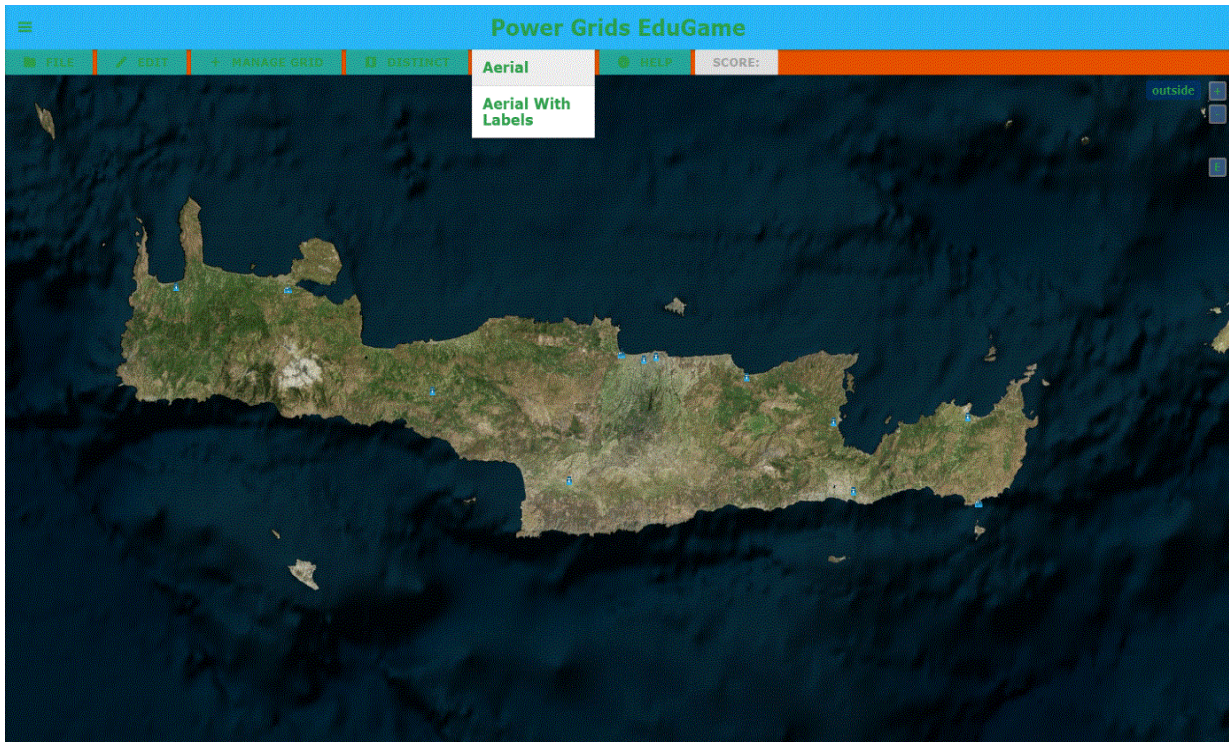 Power Grids EduGame
FILE
EDIT
+ MANAGE GRID
DISTINCT
HELP
SCORE:
Aerial
Aerial With
Labels
outside
+
-
E